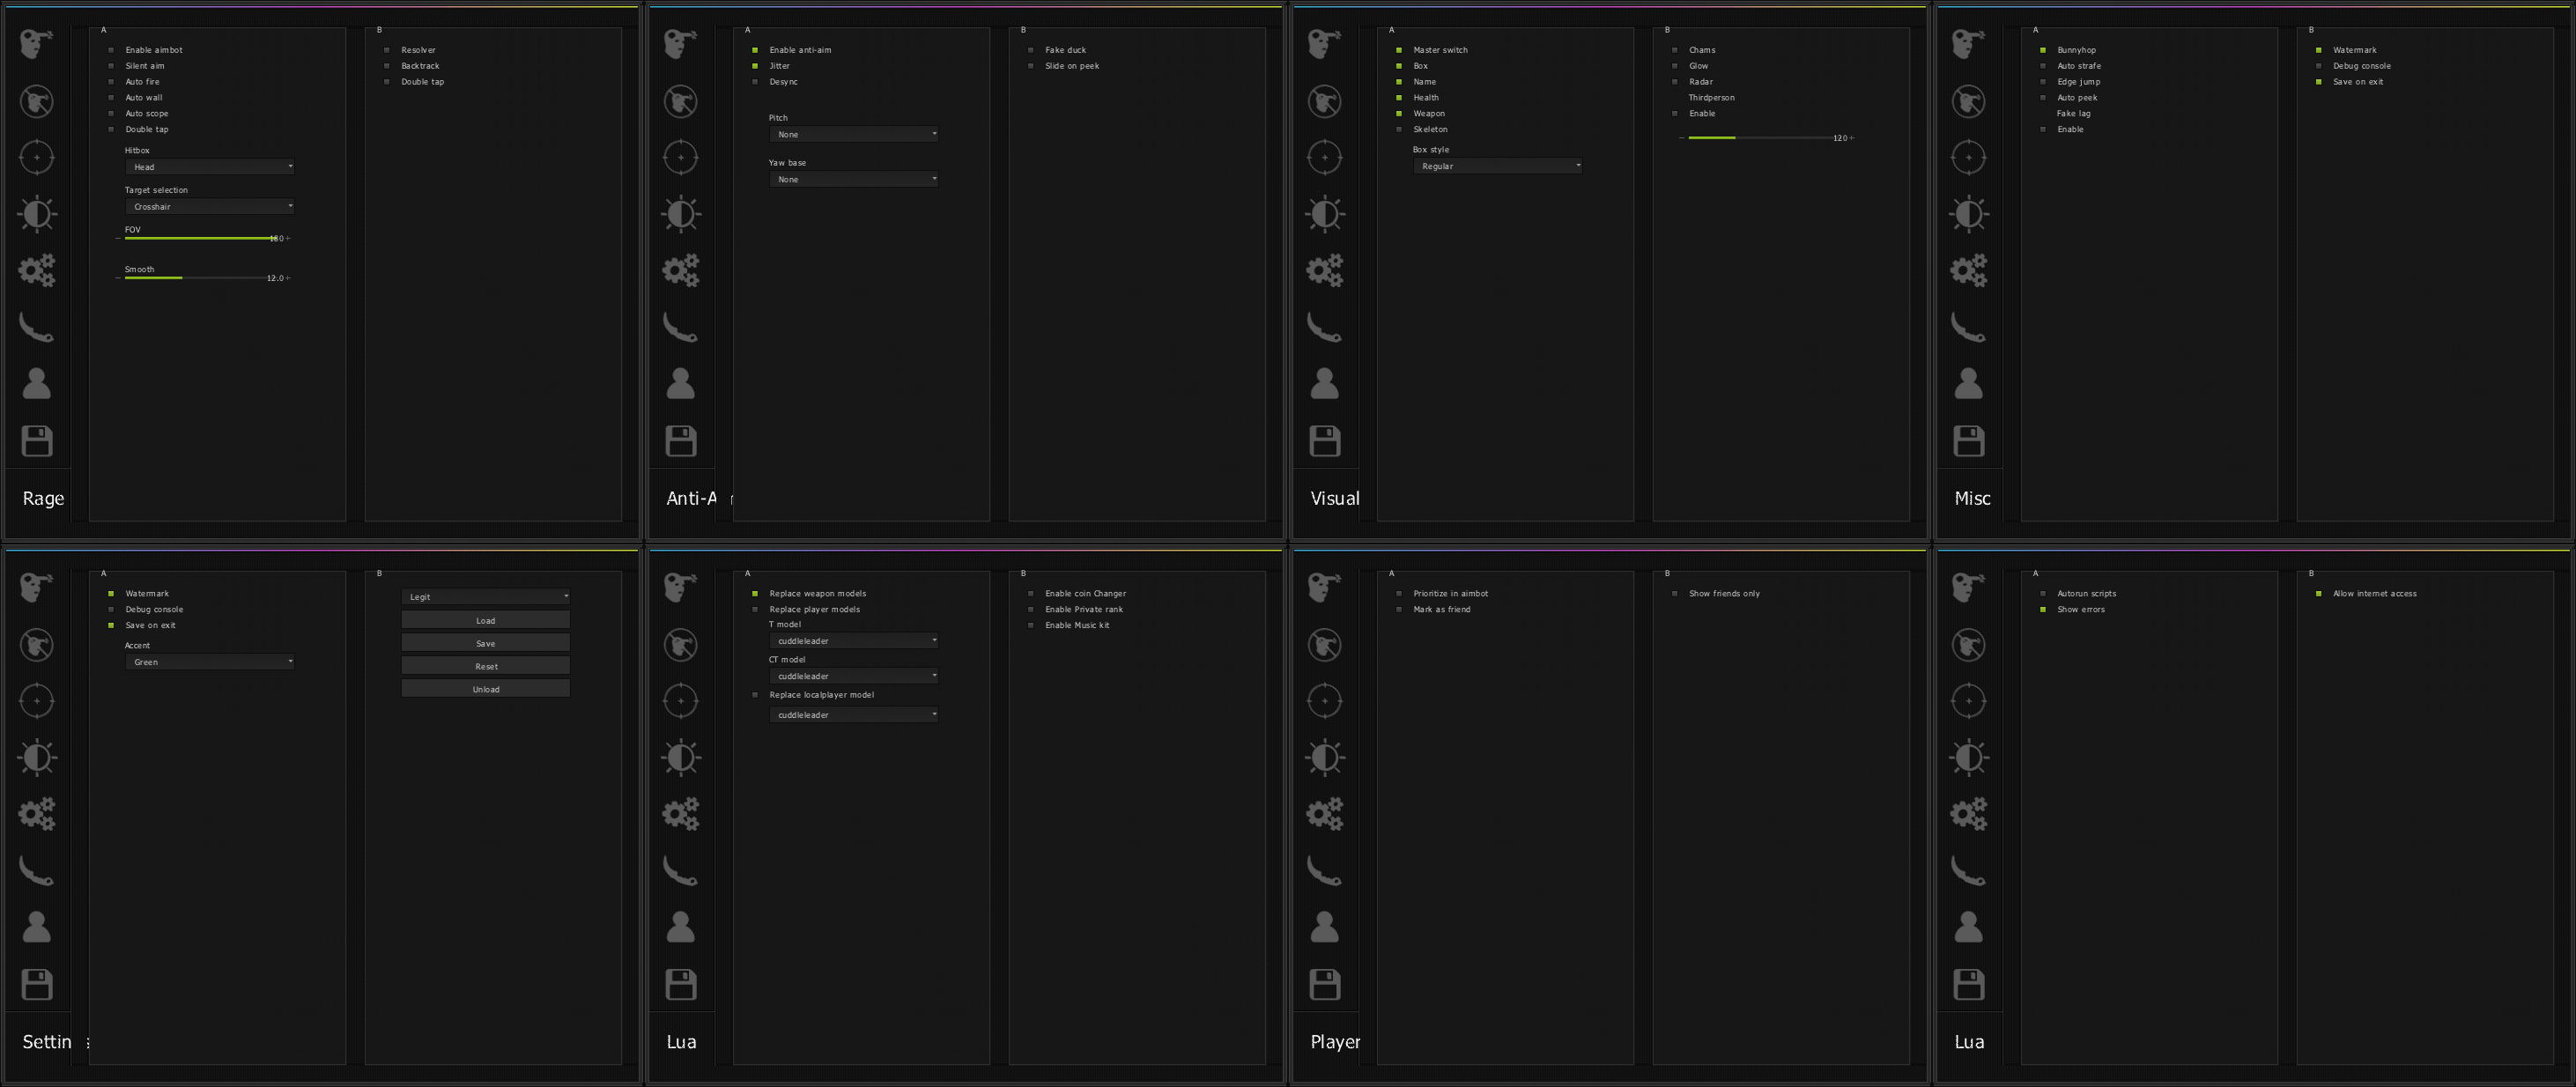 A
Enable aimbot
Silent aim
Auto fire
Auto wall
Auto scope
Double tap
Hitbox
Head
Target selection
Crosshair
FOV
180
Smooth
12.0
B
Resolver
Backtrack
Double tap
Rage
A
Enable anti-aim
Jitter
Desync
Pitch
None
Yaw base
None
B
Fake duck
Slide on peek
Anti-A
A
Master switch
Box
Name
Health
Weapon
Skeleton
Box style
Regular
B
Chams
Glow
Radar
Thirdperson
Enable
120
Visual
A
Bunnyhop
Auto strafe
Edge jump
Auto peek
Fake lag
Enable
B
Watermark
Debug console
Save on exit
Misc
A
Watermark
Debug console
Save on exit
Accent
Green
B
Legit
Load
Save
Reset
Unload
Settin
A
Replace weapon models
Replace player models
T model
cuddleleader
CT model
cuddleleader
Replace localplayer model
cuddleleader
B
Enable coin Changer
Enable Private rank
Enable Music kit
Lua
A
Prioritize in aimbot
Mark as friend
B
Show friends only
Player
A
Autorun scripts
Show errors
B
Allow internet access
Lua